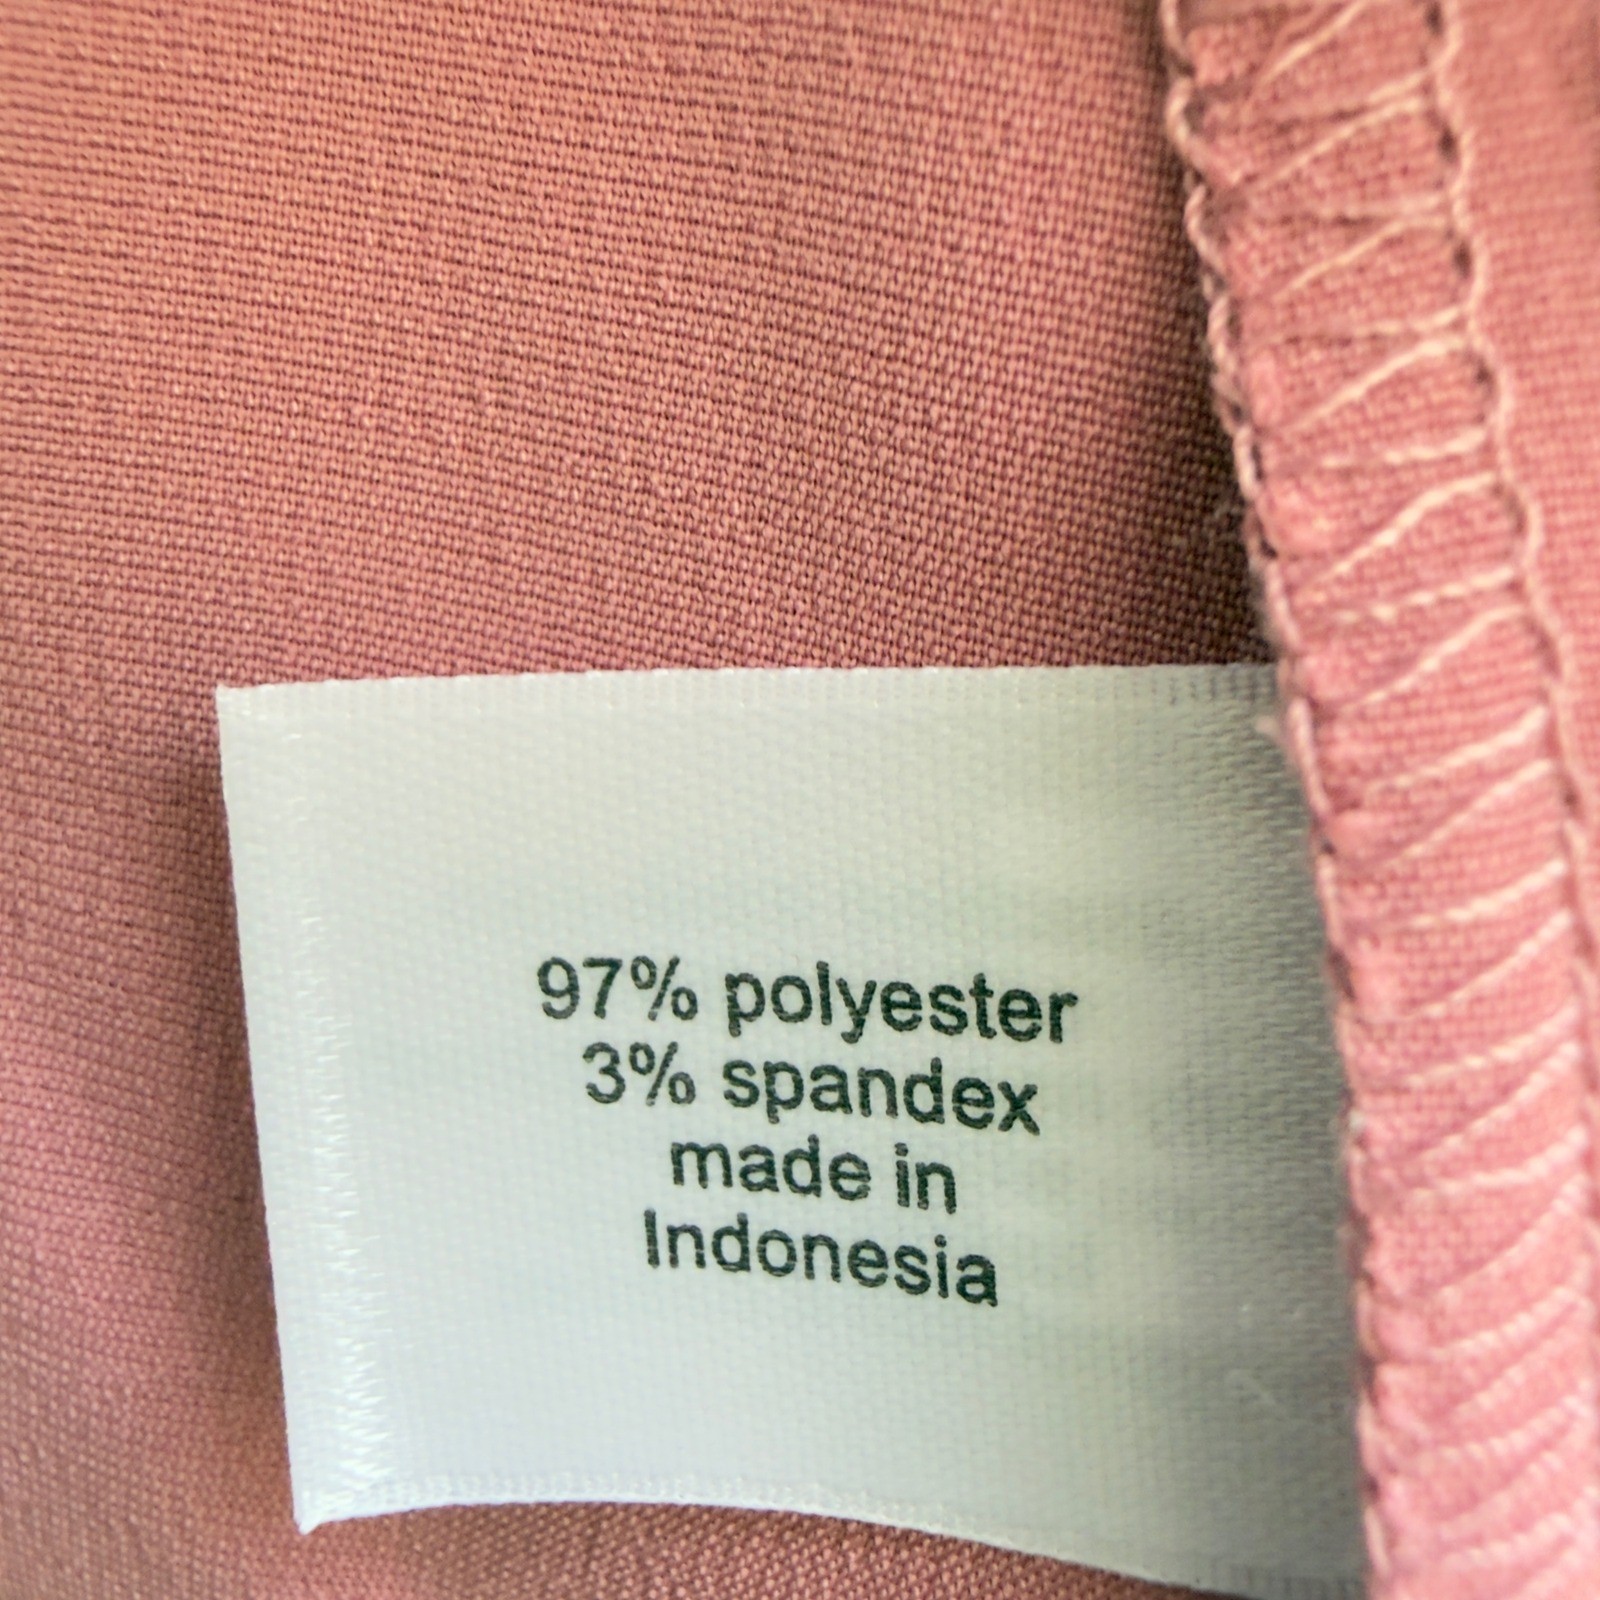 97% polyester
3% spandex
made in
Indonesia